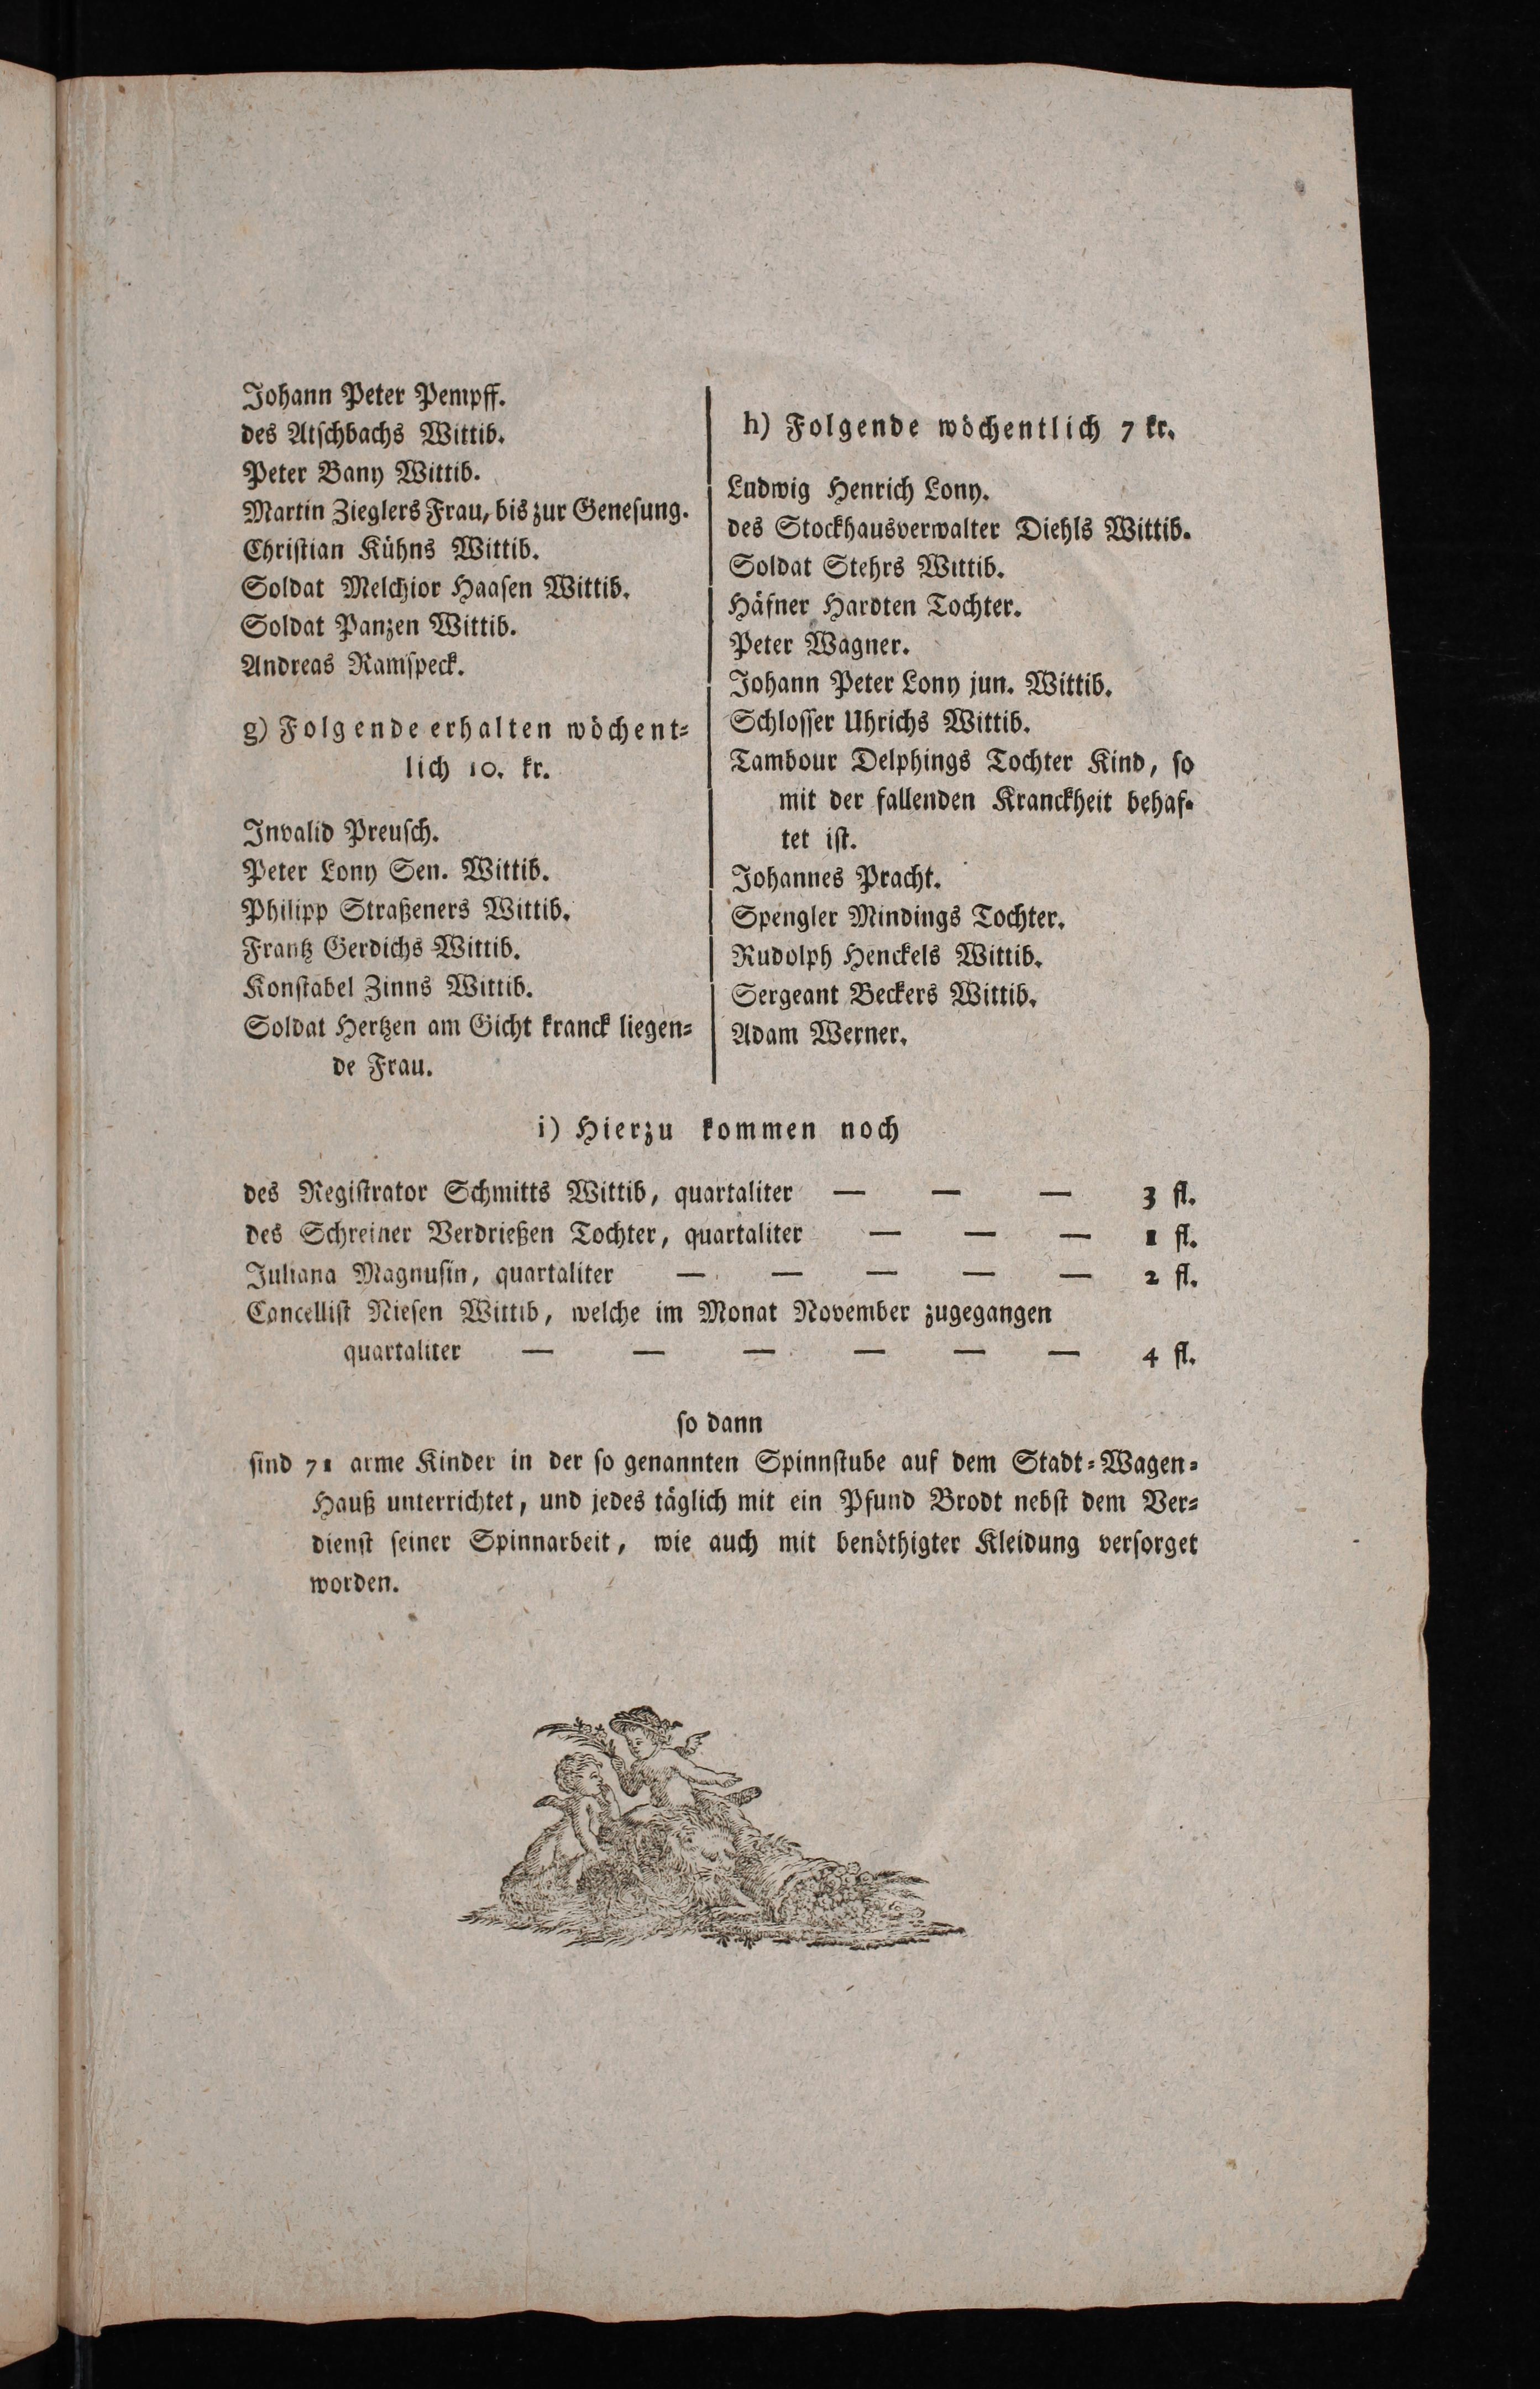 Johann Peter Pempff.
des Atschbachs Wittib.
Peter Bany Wittib.
Martin Zieglers Frau, bis zur Genesung.
Christian Kühns Wittib.
Soldat Melchior Haasen Wittib.
Soldat Panzen Wittib.
Andreas Ramspeck.
g) Folgende erhalten wöchent-
lich 10. kr.
Invalid Preusch.
Peter Lony Sen. Wittib.
Philipp Straßeners Wittib.
Frantz Gerdichs Wittib.
Konstabel Zinns Wittib.
Soldat Hertzen am Gicht kranck liegen-
de Frau.
h) Folgende wöchentlich 7 kr.
Ludwig Henrich Lony.
des Stockhausverwalter Diehls Wittib.
Soldat Stehrs Wittib.
Häfner Hardten Tochter.
Peter Wagner.
Johann Peter Lony jun. Wittib.
Schlosser Uhrichs Wittib.
Tambour Delphings Tochter Kind, so
mit der fallenden Kranckheit behaf-
tet ist.
Johannes Pracht.
Spengler Mindings Tochter.
Rudolph Henckels Wittib.
Sergeant Beckers Wittib.
Adam Werner.
i) Hierzu kommen noch
des Registrator Schmitts Wittib, quartaliter — — — 3 fl.
des Schreiner Verdrießen Tochter, quartaliter — — — 1 fl.
Juliana Magnusin, quartaliter — — — — — 2 fl.
Cancellist Niesen Wittib, welche im Monat November zugegangen
quartaliter — — — — — — 4 fl.
so dann
sind 71 arme Kinder in der so genannten Spinnstube auf dem Stadt-Wagen-
Hauß unterrichtet, und jedes täglich mit ein Pfund Brodt nebst dem Ver-
dienst seiner Spinnarbeit, wie auch mit benöthigter Kleidung versorget
worden.